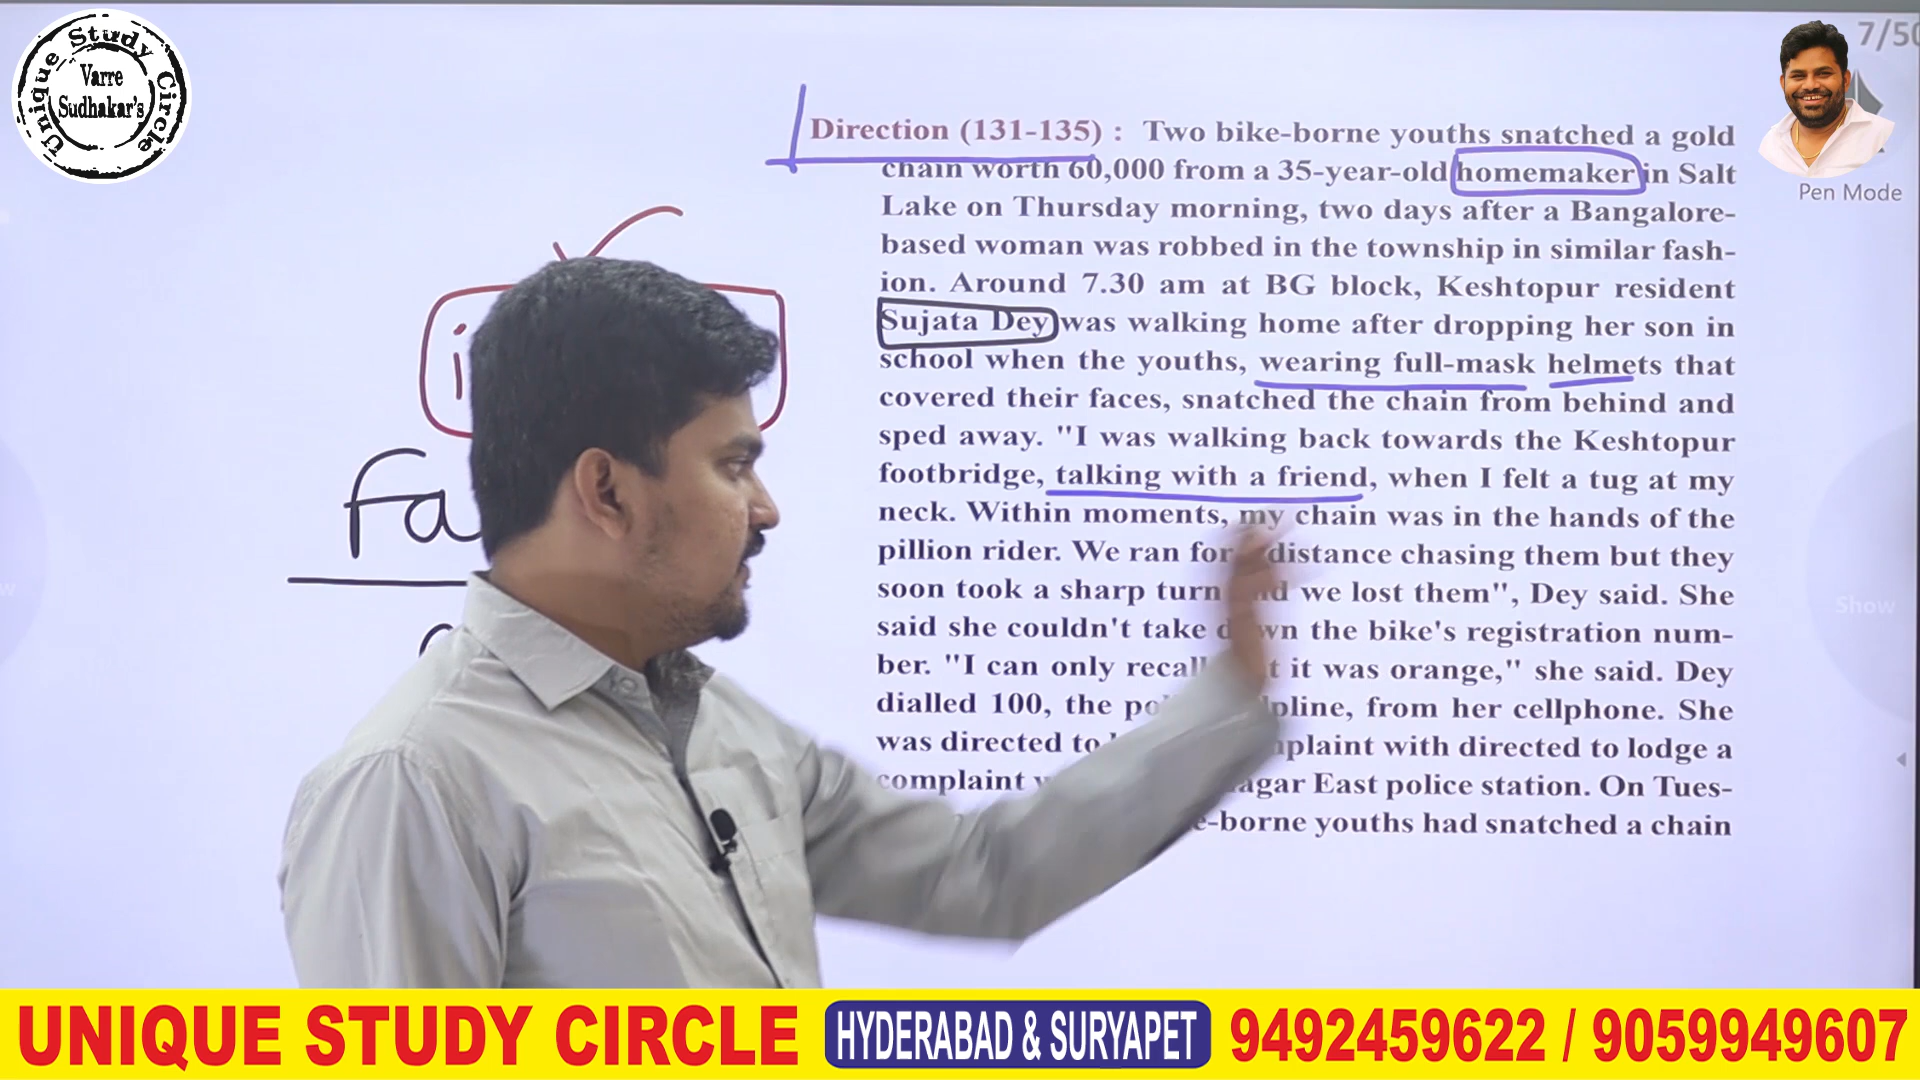 Unique Study Circle
Varre
Sudhakar's
7/50
Pen Mode
Direction (131-135) : Two bike-borne youths snatched a gold
chain worth 60,000 from a 35-year-old homemaker in Salt
Lake on Thursday morning, two days after a Bangalore-
based woman was robbed in the township in similar fash-
ion. Around 7.30 am at BG block, Keshtopur resident
Sujata Dey was walking home after dropping her son in
school when the youths, wearing full-mask helmets that
covered their faces, snatched the chain from behind and
sped away. "I was walking back towards the Keshtopur
footbridge, talking with a friend, when I felt a tug at my
neck. Within moments, my chain was in the hands of the
pillion rider. We ran for distance chasing them but they
soon took a sharp turn we lost them", Dey said. She
said she couldn't take the bike's registration num-
ber. "I can only recall it was orange," she said. Dey
dialled 100, the from her cellphone. She
was directed to with directed to lodge a
complaint East police station. On Tues-
youths had snatched a chain
Show
Fa
UNIQUE STUDY CIRCLE HYDERABAD & SURYAPET 9492459622 / 9059949607